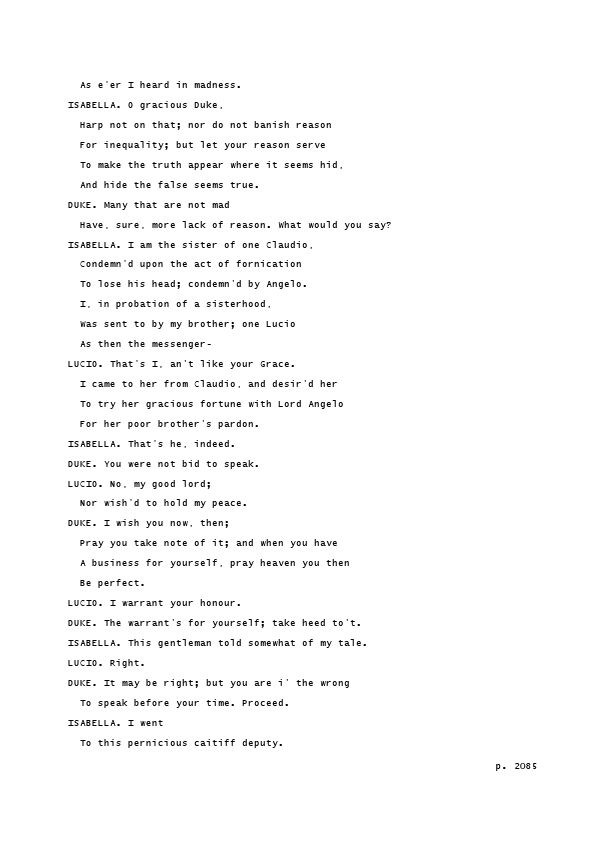 As e'er I heard in madness.
ISABELLA. O gracious Duke,
Harp not on that; nor do not banish reason
For inequality; but let your reason serve
To make the truth appear where it seems hid,
And hide the false seems true.
DUKE. Many that are not mad
Have, sure, more lack of reason. What would you say?
ISABELLA. I am the sister of one Claudio,
Condemn'd upon the act of fornication
To lose his head; condemn'd by Angelo.
I, in probation of a sisterhood,
Was sent to by my brother; one Lucio
As then the messenger-
LUCIO. That's I, an't like your Grace.
I came to her from Claudio, and desir'd her
To try her gracious fortune with Lord Angelo
For her poor brother's pardon.
ISABELLA. That's he, indeed.
DUKE. You were not bid to speak.
LUCIO. No, my good lord;
Nor wish'd to hold my peace.
DUKE. I wish you now, then;
Pray you take note of it; and when you have
A business for yourself, pray heaven you then
Be perfect.
LUCIO. I warrant your honour.
DUKE. The warrant's for yourself; take heed to't.
ISABELLA. This gentleman told somewhat of my tale.
LUCIO. Right.
DUKE. It may be right; but you are i' the wrong
To speak before your time. Proceed.
ISABELLA. I went
To this pernicious caitiff deputy.
p. 2085